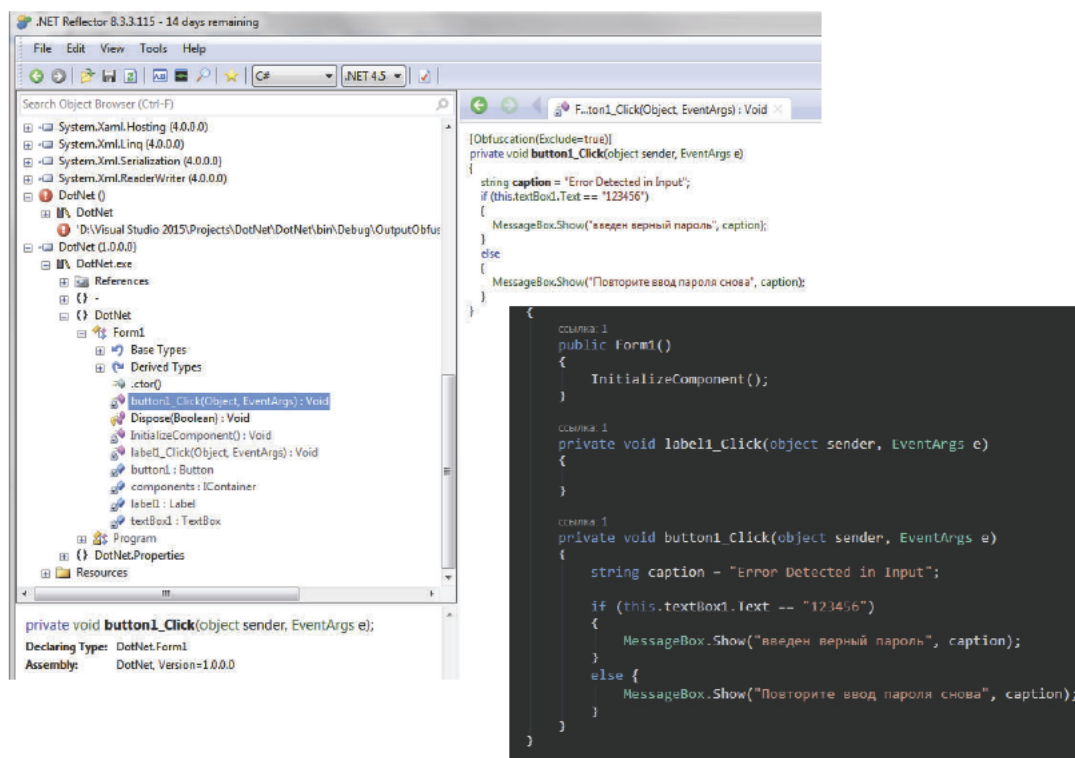 .NET Reflector 8.3.3.115 - 14 days remaining
File Edit View Tools Help
C# .NET 4.5
Search Object Browser (Ctrl-F)
System.Xaml.Hosting (4.0.0.0)
System.Xml.Linq (4.0.0.0)
System.Xml.Serialization (4.0.0.0)
System.Xml.ReaderWriter (4.0.0.0)
DotNet ()
DotNet
'D:\Visual Studio 2015\Projects\DotNet\DotNet\bin\Debug\OutputObfus
DotNet (1.0.0.0)
DotNet.exe
References
{} -
{} DotNet
Form1
Base Types
Derived Types
.ctor()
button1_Click(Object, EventArgs) : Void
Dispose(Boolean) : Void
InitializeComponent() : Void
label1_Click(Object, EventArgs) : Void
button1 : Button
components : IContainer
label1 : Label
textBox1 : TextBox
Program
{} DotNet.Properties
Resources
private void button1_Click(object sender, EventArgs e);
Declaring Type: DotNet.Form1
Assembly: DotNet, Version=1.0.0.0
F...ton1_Click(Object, EventArgs) : Void
[Obfuscation(Exclude=true)]
private void button1_Click(object sender, EventArgs e)
{
string caption = "Error Detected in Input";
if (this.textBox1.Text == "123456")
{
MessageBox.Show("введен верный пароль", caption);
}
else
{
MessageBox.Show("Повторите ввод пароля снова", caption);
}
}
{
ссылка: 1
public Form1()
{
InitializeComponent();
}
ссылка: 1
private void label1_Click(object sender, EventArgs e)
{
}
ссылка: 1
private void button1_Click(object sender, EventArgs e)
{
string caption = "Error Detected in Input";
if (this.textBox1.Text == "123456")
{
MessageBox.Show("введен верный пароль", caption);
}
else {
MessageBox.Show("Повторите ввод пароля снова", caption);
}
}
}